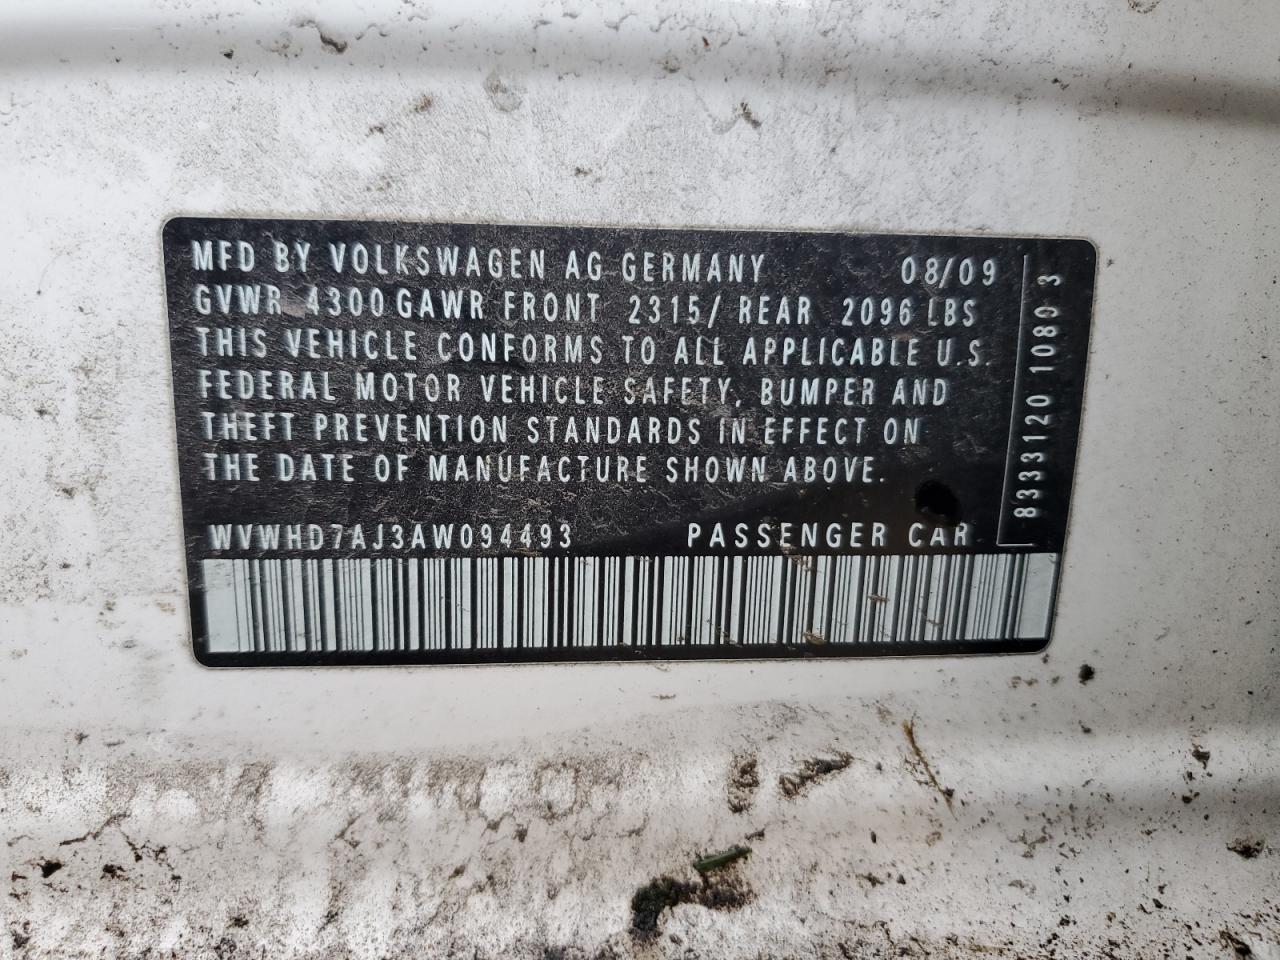 MFD BY VOLKSWAGEN AG GERMANY 08/09
GVWR 4300 GAWR FRONT 2315/ REAR 2096 LBS
THIS VEHICLE CONFORMS TO ALL APPLICABLE U.S.
FEDERAL MOTOR VEHICLE SAFETY, BUMPER AND
THEFT PREVENTION STANDARDS IN EFFECT ON
THE DATE OF MANUFACTURE SHOWN ABOVE.
WVWHD7AJ3AW094493 PASSENGER CAR
8333120 1080 3